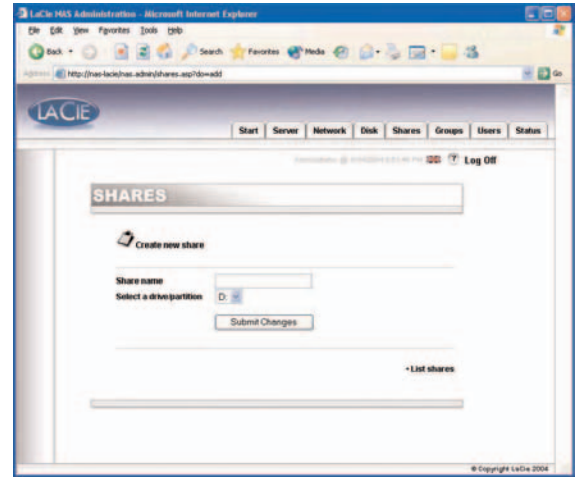 LaCie NAS Administration - Microsoft Internet Explorer
File Edit View Favorites Tools Help
Back Search Favorites Media
Address http://nas-lacie/nas.admin/shares.asp?do=add Go
LACIE
Start Server Network Disk Shares Groups Users Status
? Log Off
SHARES
Create new share
Share name
Select a drive/partition D:
Submit Changes
• List shares
© Copyright LaCie 2004